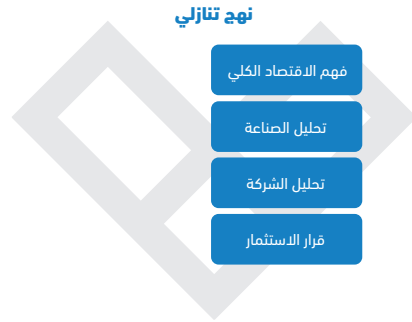 نهج تنازلي
فهم الاقتصاد الكلي
تحليل الصناعة
تحليل الشركة
قرار الاستثمار